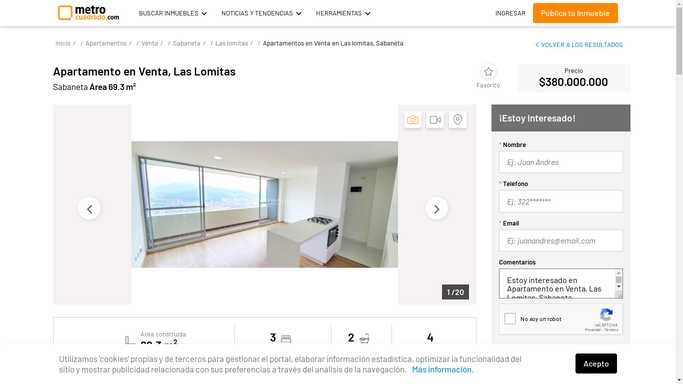 metro
cuadrado.com
BUSCAR INMUEBLES
NOTICIAS Y TENDENCIAS
HERRAMIENTAS
INGRESAR
Publica tu Inmueble
Inicio / / Apartamentos / / Venta / / Sabaneta / / Las lomitas / / Apartamentos en Venta en Las lomitas, Sabaneta
VOLVER A LOS RESULTADOS
Apartamento en Venta, Las Lomitas
Sabaneta Área 69.3 m²
Favorito
Precio
$380.000.000
1 / 20
¡Estoy Interesado!
* Nombre
Ej: Juan Andres
* Telefono
Ej: 322*******
* Email
Ej: juanandres@email.com
Comentarios
Estoy interesado en
Apartamento en Venta, Las
Lomitas, Sabaneta
No soy un robot
reCAPTCHA
Privacidad - Términos
Área construida
69.3 m²
3
2
4
Utilizamos 'cookies' propias y de terceros para gestionar el portal, elaborar información estadística, optimizar la funcionalidad del
sitio y mostrar publicidad relacionada con sus preferencias a través del análisis de la navegación. Más información.
Acepto